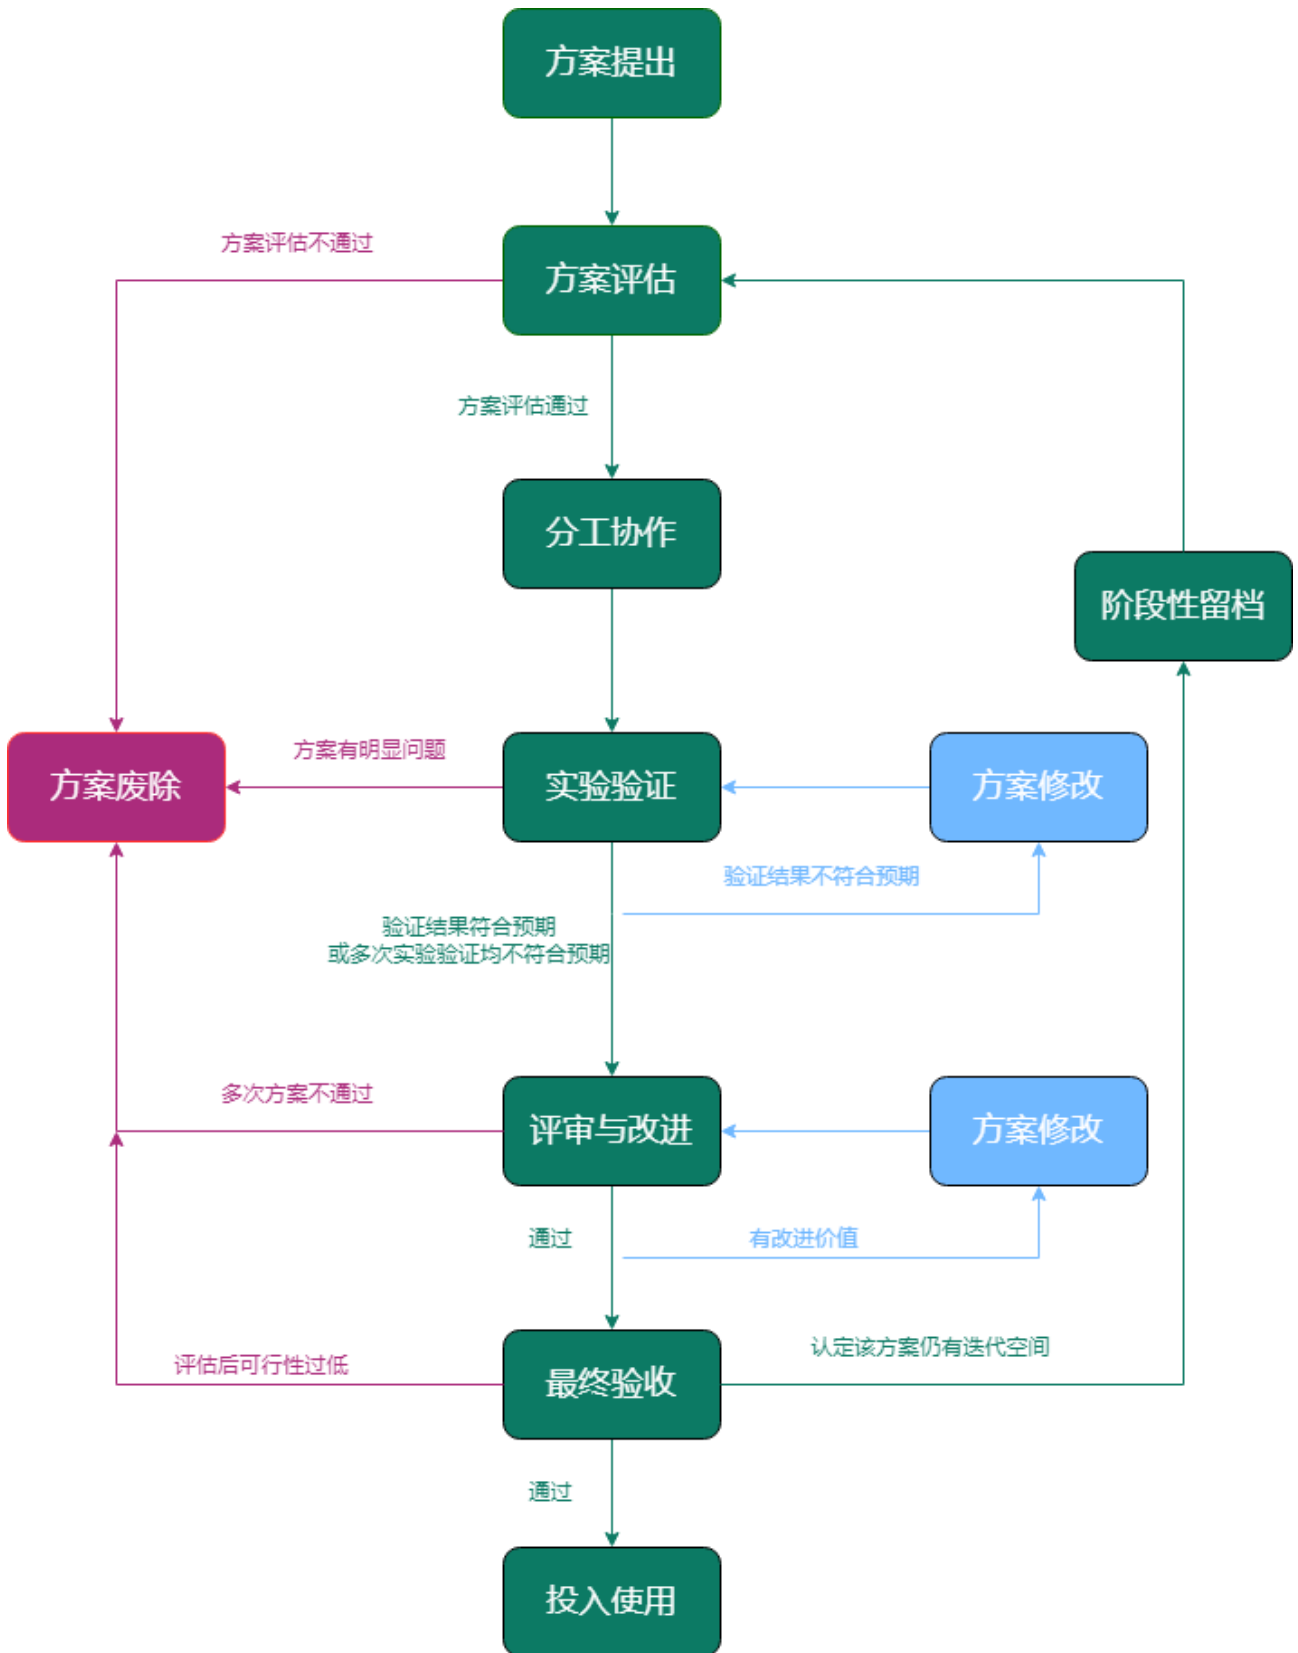 方案提出
方案评估不通过
方案评估
方案评估通过
分工协作
阶段性留档
方案有明显问题
方案废除
实验验证
方案修改
验证结果不符合预期
验证结果符合预期
或多次实验验证均不符合预期
多次方案不通过
评审与改进
方案修改
通过
有改进价值
认定该方案仍有迭代空间
评估后可行性过低
最终验收
通过
投入使用